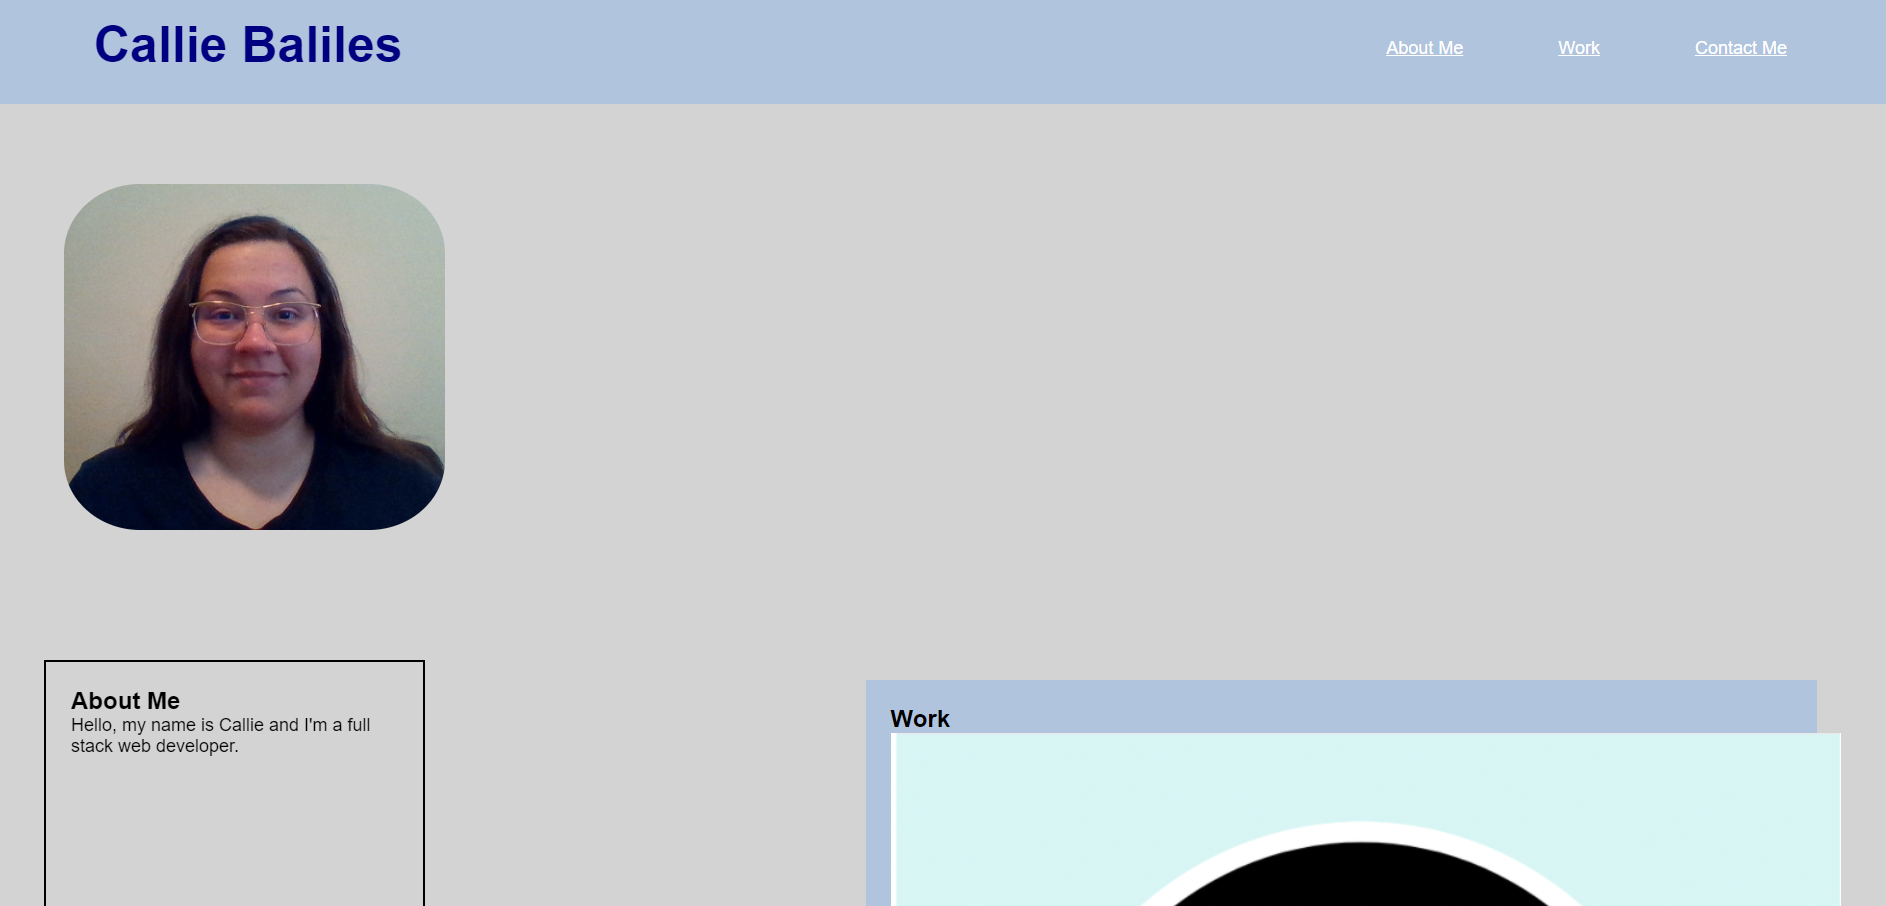 Callie Baliles
About Me
Work
Contact Me
About Me
Hello, my name is Callie and I'm a full
stack web developer.
Work